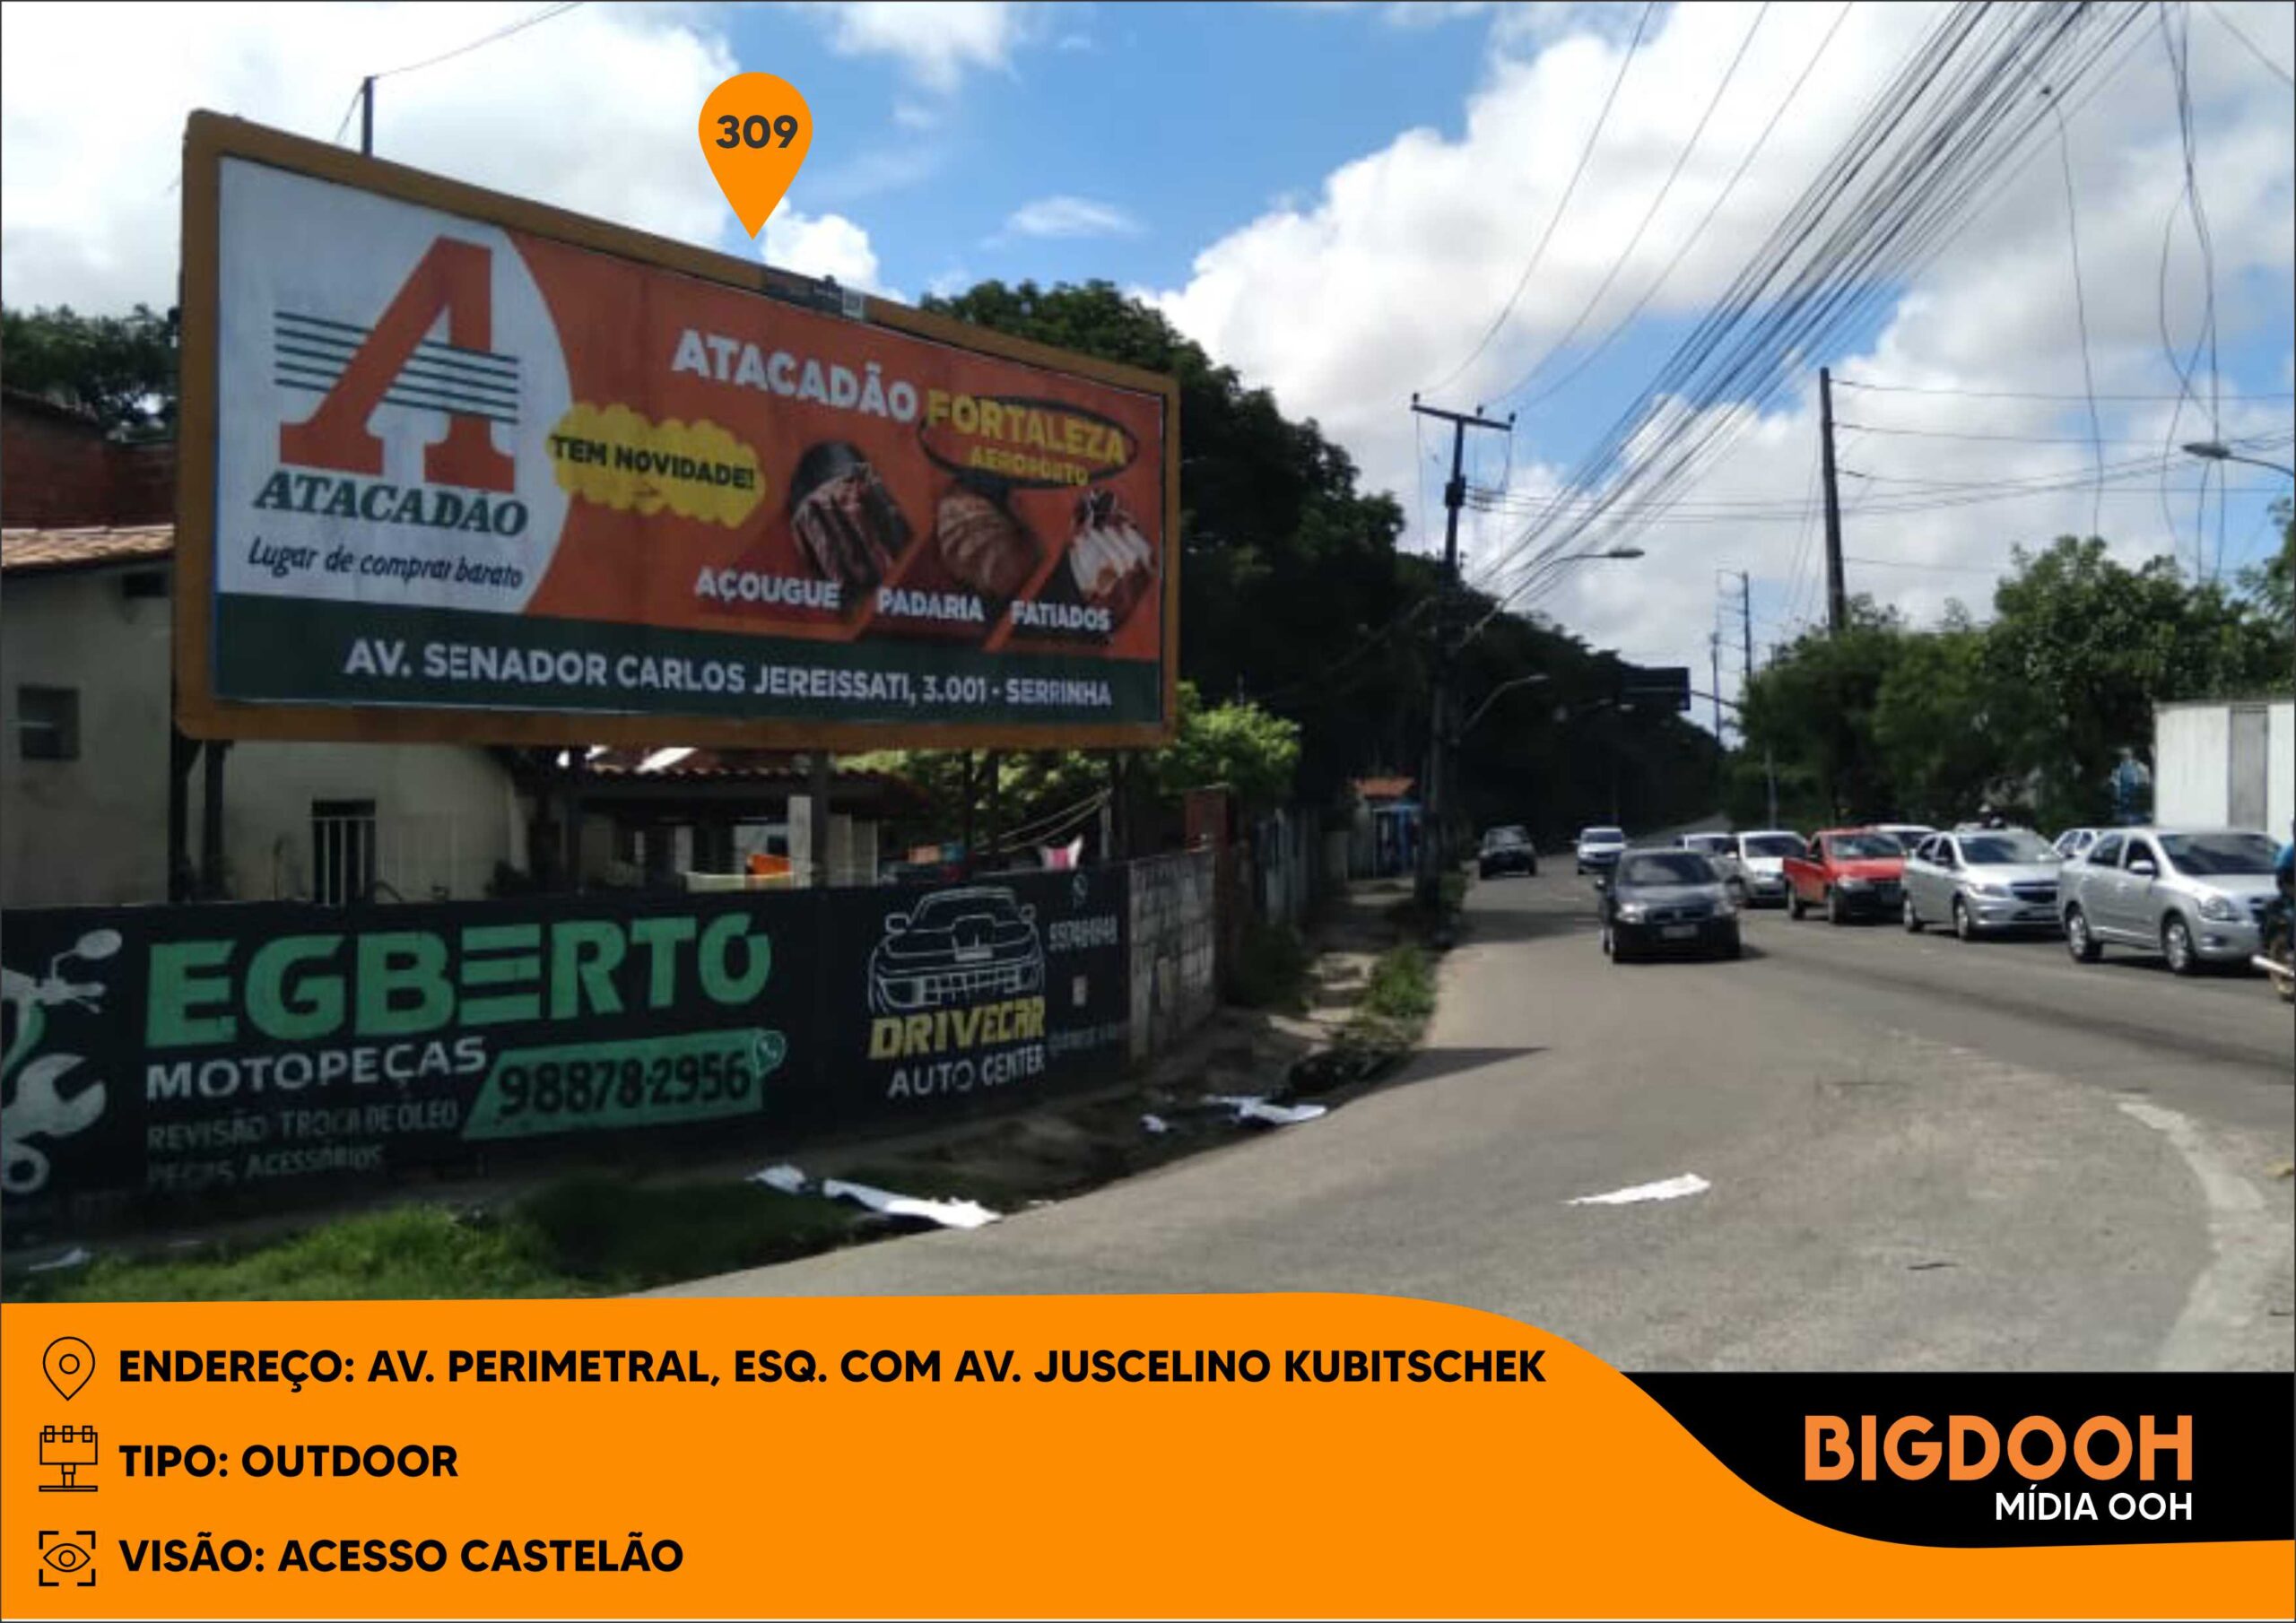 309
A
ATACADÃO
Lugar de comprar barato
TEM NOVIDADE!
ATACADÃO FORTALEZA
AEROPORTO
AÇOUGUE PADARIA FATIADOS
AV. SENADOR CARLOS JEREISSATI, 3.001 - SERRINHA
EGBERTO
MOTOPEÇAS
98878-2956
REVISÃO TROCA DE ÓLEO
PEÇAS ACESSÓRIOS
DRIVECAR
AUTO CENTER
ENDEREÇO: AV. PERIMETRAL, ESQ. COM AV. JUSCELINO KUBITSCHEK
TIPO: OUTDOOR
VISÃO: ACESSO CASTELÃO
BIGDOOH
MÍDIA OOH